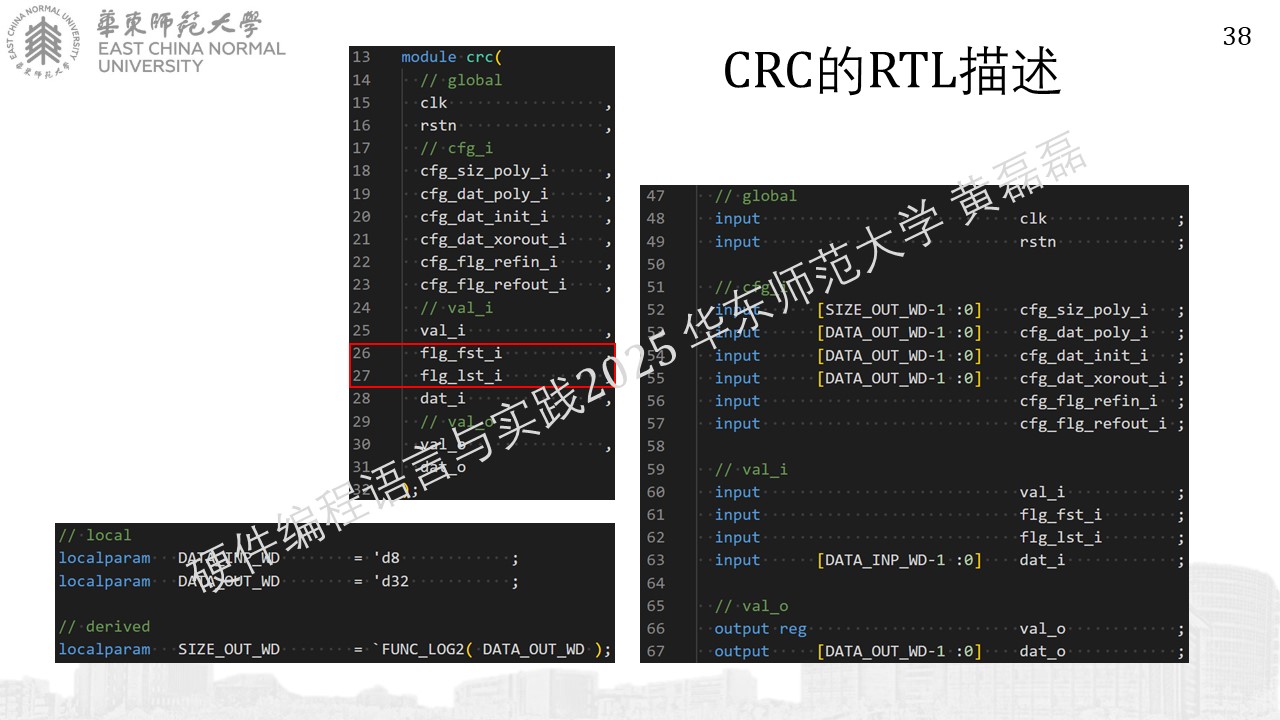 華東師範大學
EAST CHINA NORMAL
UNIVERSITY
38
CRC的RTL描述
13 module crc(
14 // global
15 clk ,
16 rstn ,
17 // cfg_i
18 cfg_siz_poly_i ,
19 cfg_dat_poly_i ,
20 cfg_dat_init_i ,
21 cfg_dat_xorout_i ,
22 cfg_flg_refin_i ,
23 cfg_flg_refout_i ,
24 // val_i
25 val_i ,
26 flg_fst_i ,
27 flg_lst_i ,
28 dat_i ,
29 // val_o
30 val_o ,
31 dat_o
32 );
// local
localparam DATA_INP_WD = 'd8 ;
localparam DATA_OUT_WD = 'd32 ;
// derived
localparam SIZE_OUT_WD = `FUNC_LOG2( DATA_OUT_WD );
47 // global
48 input clk ;
49 input rstn ;
50
51 // cfg_i
52 input [SIZE_OUT_WD-1 :0] cfg_siz_poly_i ;
53 input [DATA_OUT_WD-1 :0] cfg_dat_poly_i ;
54 input [DATA_OUT_WD-1 :0] cfg_dat_init_i ;
55 input [DATA_OUT_WD-1 :0] cfg_dat_xorout_i ;
56 input cfg_flg_refin_i ;
57 input cfg_flg_refout_i ;
58
59 // val_i
60 input val_i ;
61 input flg_fst_i ;
62 input flg_lst_i ;
63 input [DATA_INP_WD-1 :0] dat_i ;
64
65 // val_o
66 output reg val_o ;
67 output [DATA_OUT_WD-1 :0] dat_o ;
硬件编程语言与实践2025 华东师范大学 黄磊磊